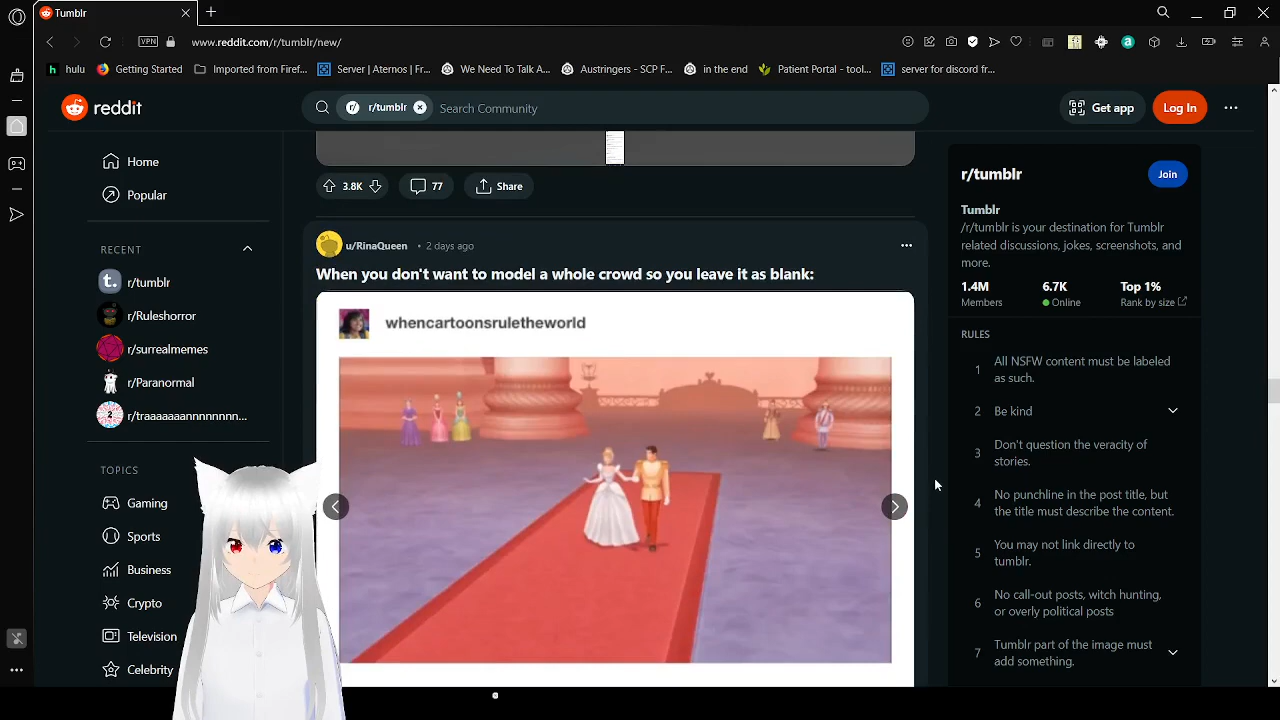 Tumblr
VPN
www.reddit.com/r/tumblr/new/
hulu
Getting Started
Imported from Firef...
Server | Aternos | Fr...
We Need To Talk A...
Austringers - SCP F...
in the end
Patient Portal - tool...
server for discord fr...
reddit
r/tumblr
Search Community
Get app
Log In
Home
Popular
RECENT
r/tumblr
r/Ruleshorror
r/surrealmemes
r/Paranormal
r/traaaaaaannnnnnnn...
TOPICS
Gaming
Sports
Business
Crypto
Television
Celebrity
3.8K
77
Share
u/RinaQueen • 2 days ago
When you don't want to model a whole crowd so you leave it as blank:
whencartoonsruletheworld
r/tumblr
Join
Tumblr
/r/tumblr is your destination for Tumblr
related discussions, jokes, screenshots, and
more.
1.4M 6.7K Top 1%
Members Online Rank by size
RULES
1 All NSFW content must be labeled
as such.
2 Be kind
3 Don't question the veracity of
stories.
4 No punchline in the post title, but
the title must describe the content.
5 You may not link directly to
tumblr.
6 No call-out posts, witch hunting,
or overly political posts
7 Tumblr part of the image must
add something.